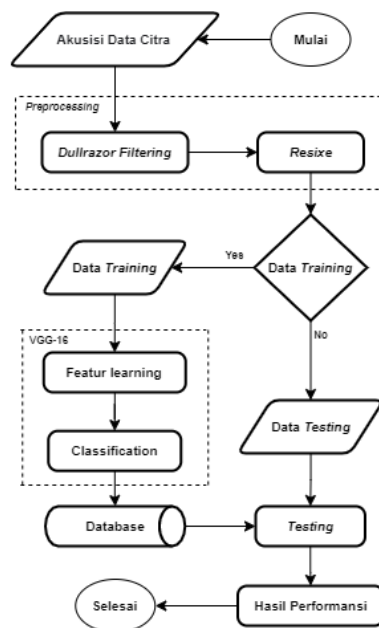 Mulai
Akusisi Data Citra
Preprocessing
Dullrazor Filtering
Resixe
Data Training
Yes
Data Training
No
VGG-16
Featur learning
Classification
Data Testing
Database
Testing
Hasil Performansi
Selesai